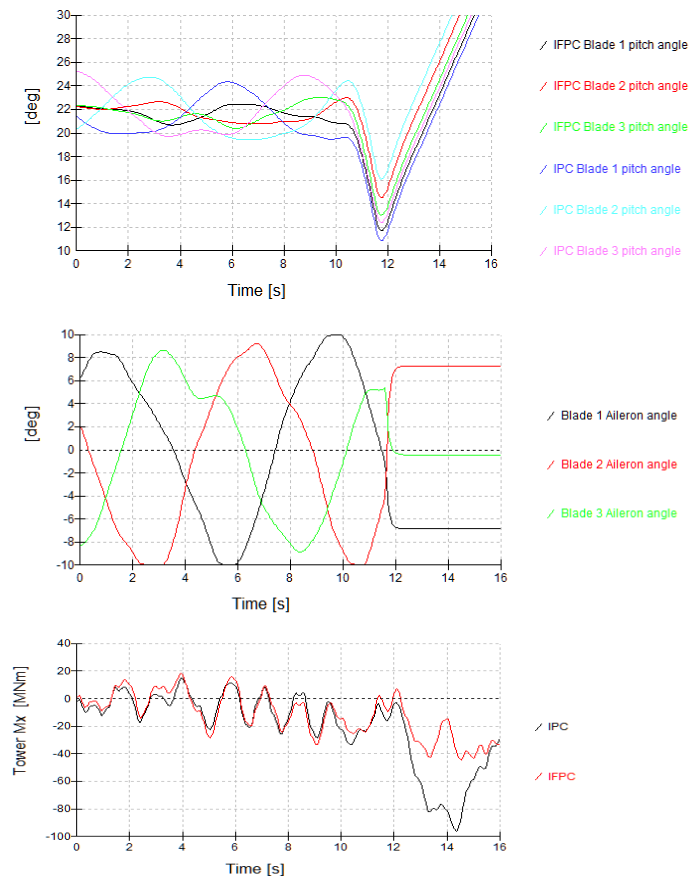 30
28
26
24
22
20
18
16
14
12
10
[deg]
0 2 4 6 8 10 12 14 16
Time [s]
IFPC Blade 1 pitch angle
IFPC Blade 2 pitch angle
IFPC Blade 3 pitch angle
IPC Blade 1 pitch angle
IPC Blade 2 pitch angle
IPC Blade 3 pitch angle
10
8
6
4
2
0
-2
-4
-6
-8
-10
[deg]
0 2 4 6 8 10 12 14 16
Time [s]
Blade 1 Aileron angle
Blade 2 Aileron angle
Blade 3 Aileron angle
40
20
0
-20
-40
-60
-80
-100
Tower Mx [MNm]
0 2 4 6 8 10 12 14 16
Time [s]
IPC
IFPC